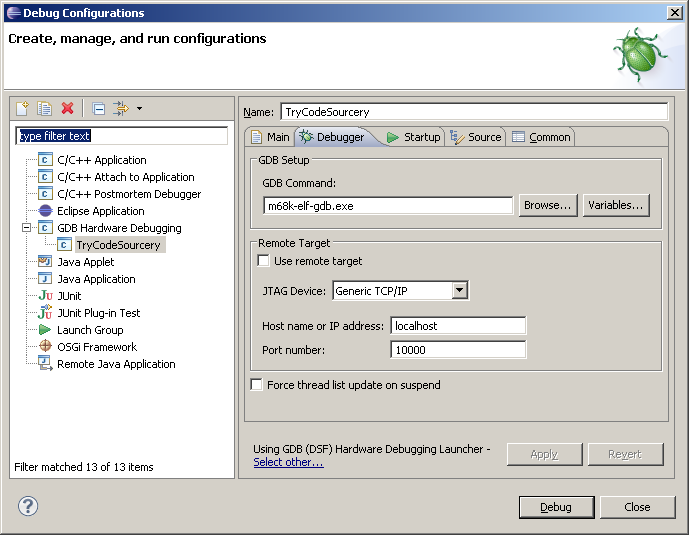 Debug Configurations
Create, manage, and run configurations
type filter text
C/C++ Application
C/C++ Attach to Application
C/C++ Postmortem Debugger
Eclipse Application
GDB Hardware Debugging
TryCodeSourcery
Java Applet
Java Application
JUnit
JUnit Plug-in Test
Launch Group
OSGi Framework
Remote Java Application
Filter matched 13 of 13 items
Name: TryCodeSourcery
Main Debugger Startup Source Common
GDB Setup
GDB Command:
m68k-elf-gdb.exe Browse... Variables...
Remote Target
Use remote target
JTAG Device: Generic TCP/IP
Host name or IP address: localhost
Port number: 10000
Force thread list update on suspend
Using GDB (DSF) Hardware Debugging Launcher -
Select other...
Apply Revert
? Debug Close